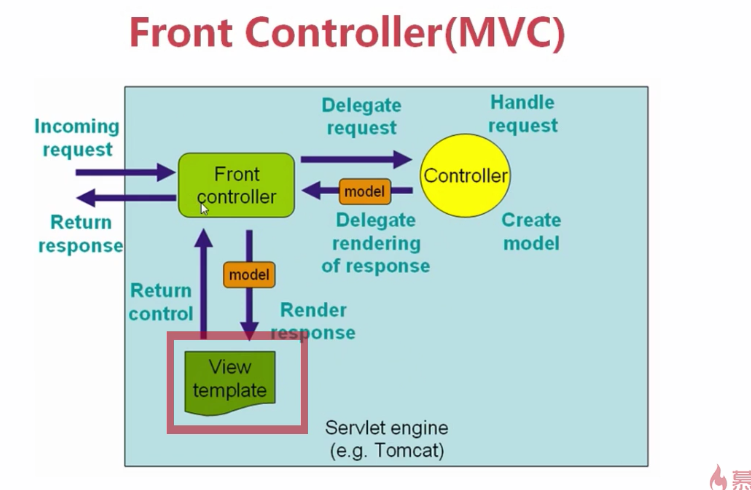 Front Controller(MVC)
Incoming
request
Return
response
Front
controller
Delegate
request
Handle
request
Controller
model
Delegate
rendering
of response
Create
model
model
Return
control
Render
response
View
template
Servlet engine
(e.g. Tomcat)
慕